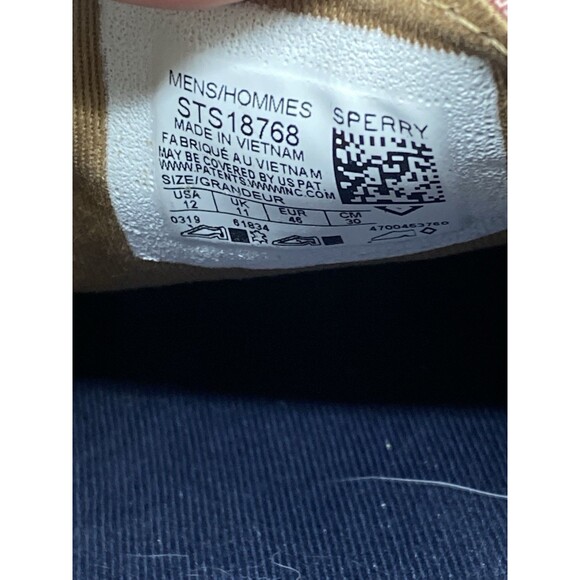 MENS/HOMMES
STS18768
SPERRY
MADE IN VIETNAM
FABRIQUÉ AU VIETNAM
MAY BE COVERED BY US PAT.
WWW.PATENTS.WWWINC.COM
SIZE/GRANDEUR
USA UK EUR CM
12 11 46 30
0319 61834 4700453760